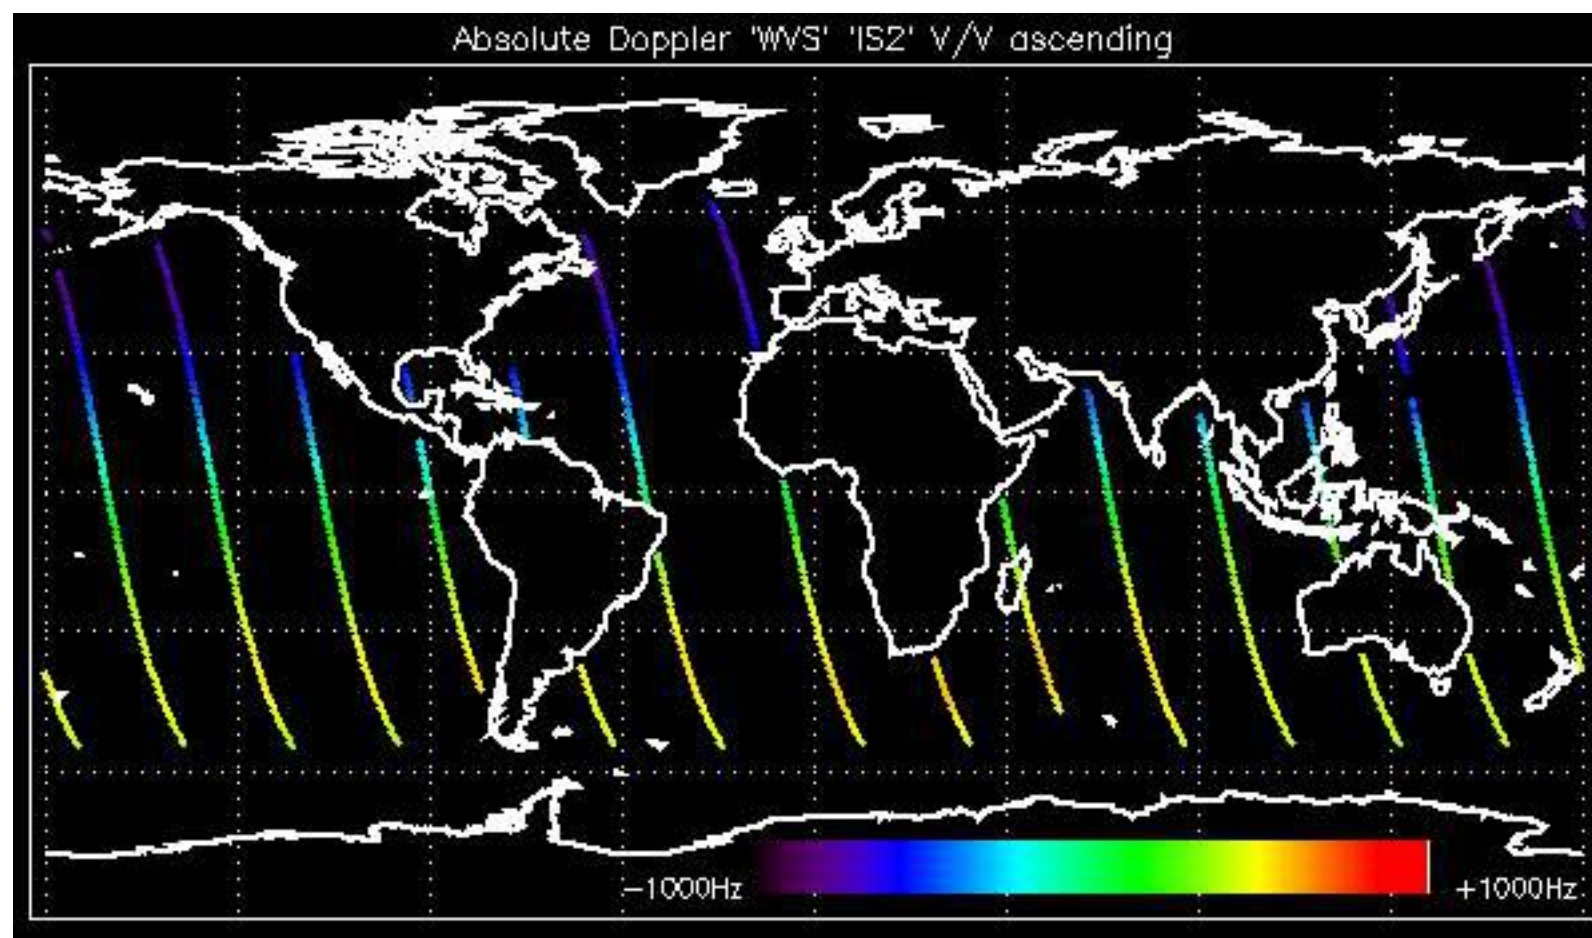 Absolute Doppler 'WVS' 'IS2' V/V ascending
−1000Hz +1000Hz